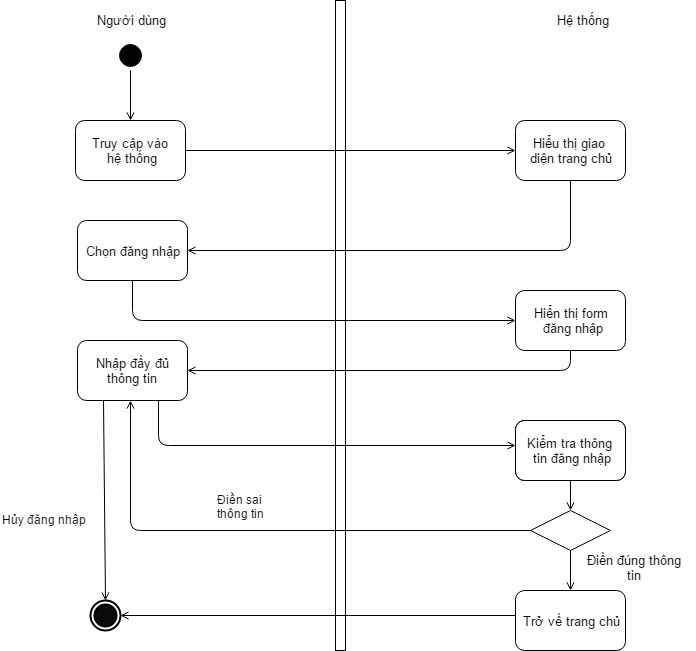 Người dùng
Hệ thống
Truy cập vào
hệ thống
Hiểu thị giao
diện trang chủ
Chọn đăng nhập
Hiển thị form
đăng nhập
Nhập đầy đủ
thông tin
Kiểm tra thông
tin đăng nhập
Điền sai
thông tin
Hủy đăng nhập
Điền đúng thông
tin
Trở về trang chủ